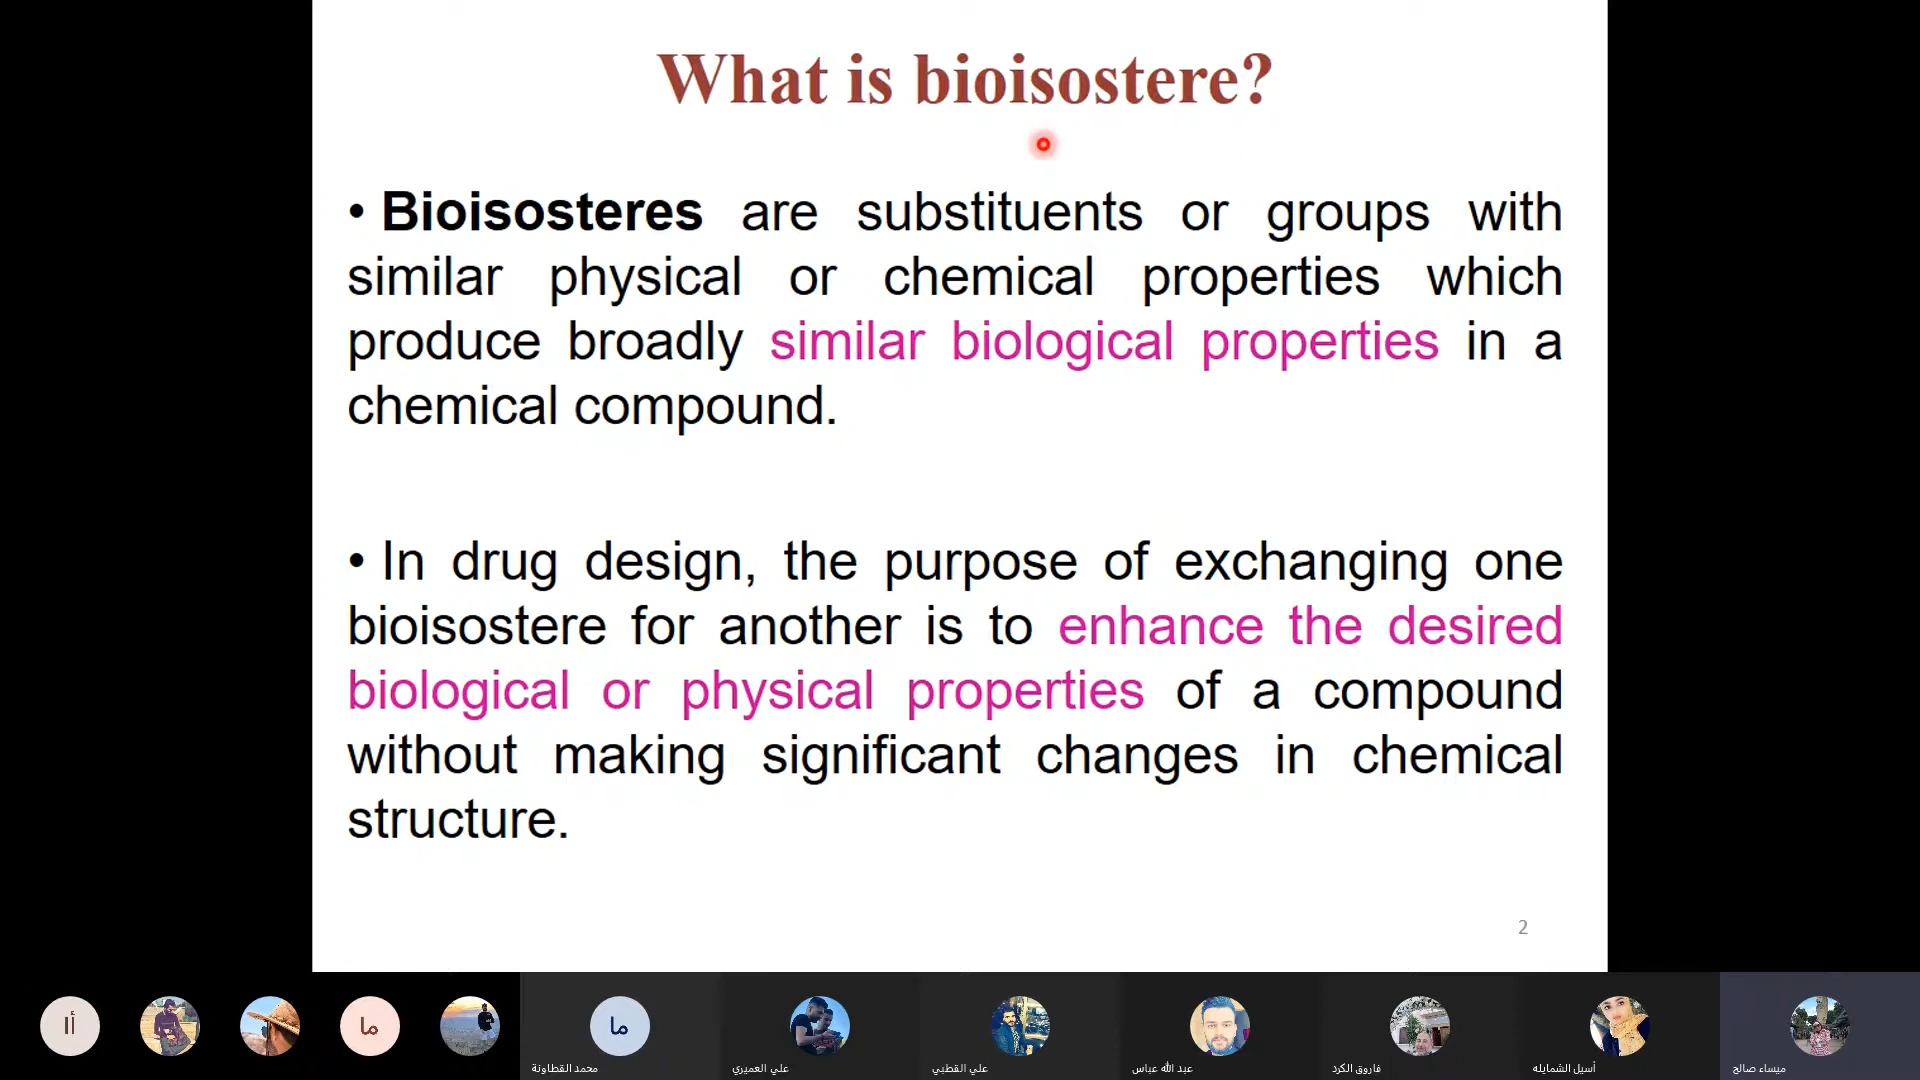 What is bioisostere?
• Bioisosteres are substituents or groups with
similar physical or chemical properties which
produce broadly similar biological properties in a
chemical compound.
• In drug design, the purpose of exchanging one
bioisostere for another is to enhance the desired
biological or physical properties of a compound
without making significant changes in chemical
structure.
2
أا
ما
ما
محمد القطاونة
علي العميري
علي القطبي
عبد الله عباس
فاروق الكرد
أسيل الشمايله
ميساء صالح